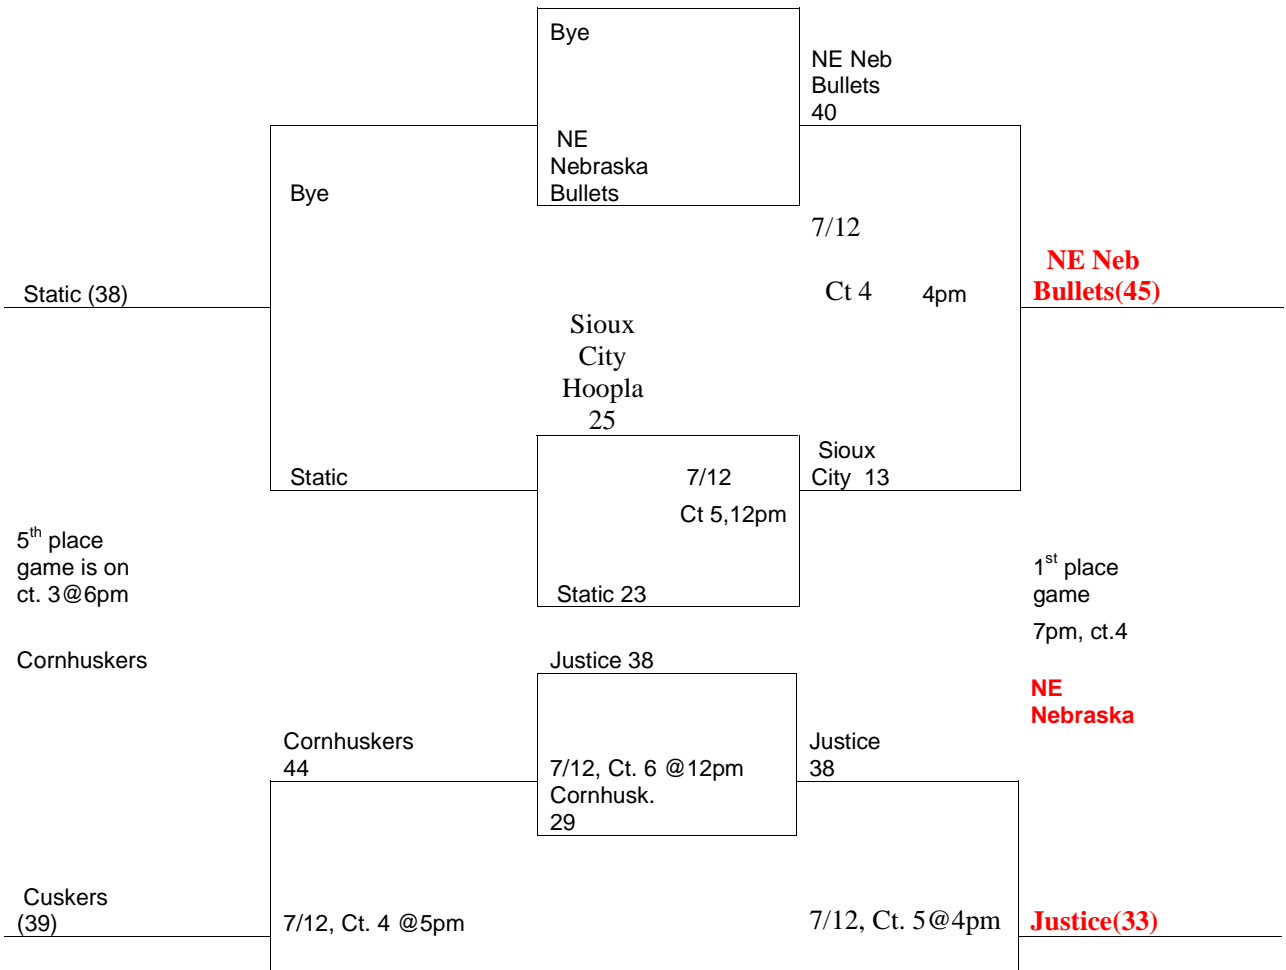 Bye
NE Neb
Bullets
40
NE
Nebraska
Bullets
Bye
7/12
NE Neb
Bullets(45)
Static (38)
Ct 4 4pm
Sioux
City
Hoopla
25
Static
7/12
Sioux
City 13
Ct 5,12pm
5th place
game is on
ct. 3@6pm
Static 23
1st place
game
7pm, ct.4
Cornhuskers
Justice 38
NE
Nebraska
Cornhuskers
44
7/12, Ct. 6 @12pm
Cornhusk.
29
Justice
38
Cuskers
(39)
7/12, Ct. 4 @5pm
7/12, Ct. 5@4pm
Justice(33)